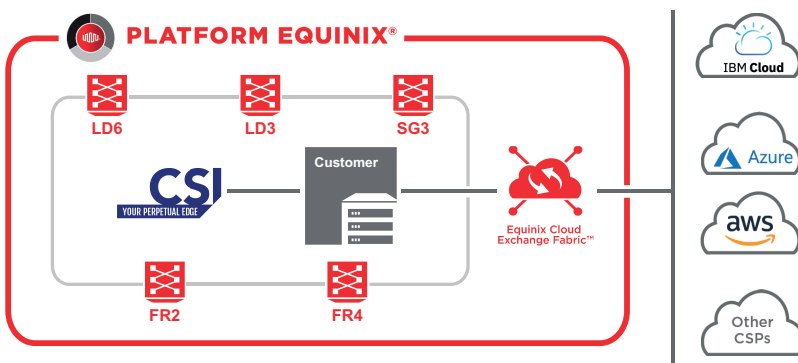 PLATFORM EQUINIX®
IBM Cloud
LD6
LD3
SG3
Azure
CSI
YOUR PERPETUAL EDGE
Customer
aws
Equinix Cloud
Exchange Fabric™
FR2
FR4
Other
CSPs